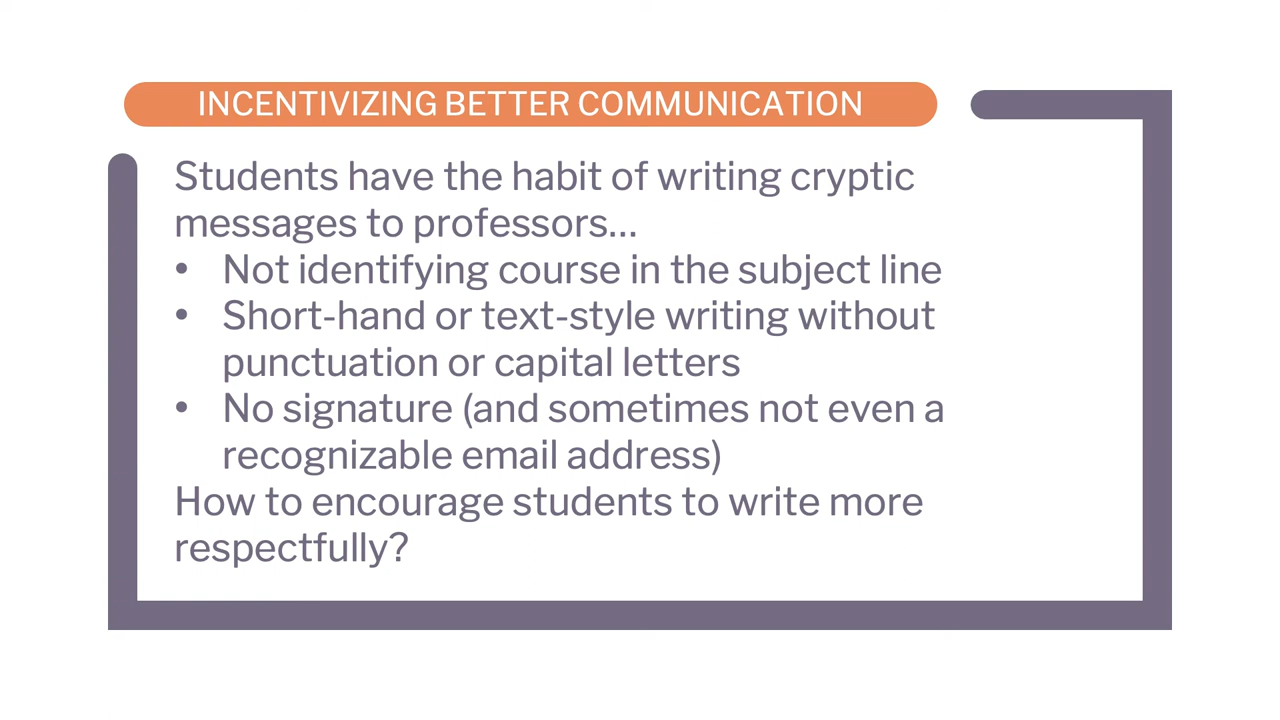 INCENTIVIZING BETTER COMMUNICATION
Students have the habit of writing cryptic
messages to professors...
• Not identifying course in the subject line
• Short-hand or text-style writing without
punctuation or capital letters
• No signature (and sometimes not even a
recognizable email address)
How to encourage students to write more
respectfully?